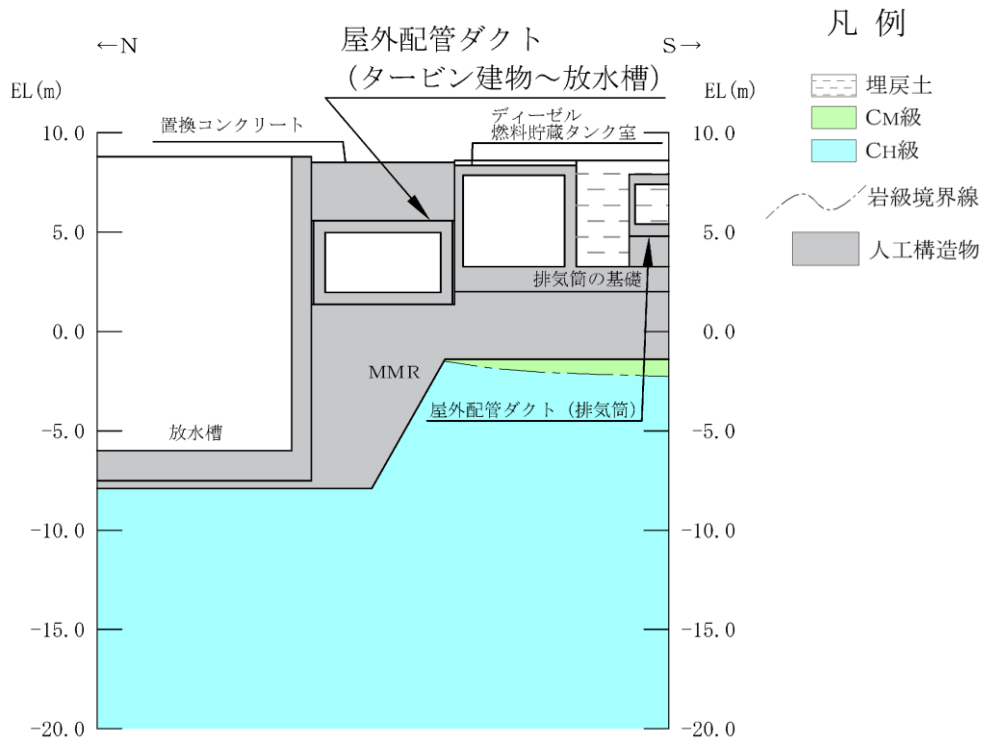 ←N
屋外配管ダクト
(タービン建物～放水槽)
S→
凡 例
EL(m)
EL(m)
埋戻土
CM級
CH級
岩級境界線
人工構造物
置換コンクリート
ディーゼル
燃料貯蔵タンク室
10.0
10.0
5.0
5.0
排気筒の基礎
0.0
0.0
MMR
屋外配管ダクト(排気筒)
放水槽
-5.0
-5.0
-10.0
-10.0
-15.0
-15.0
-20.0
-20.0